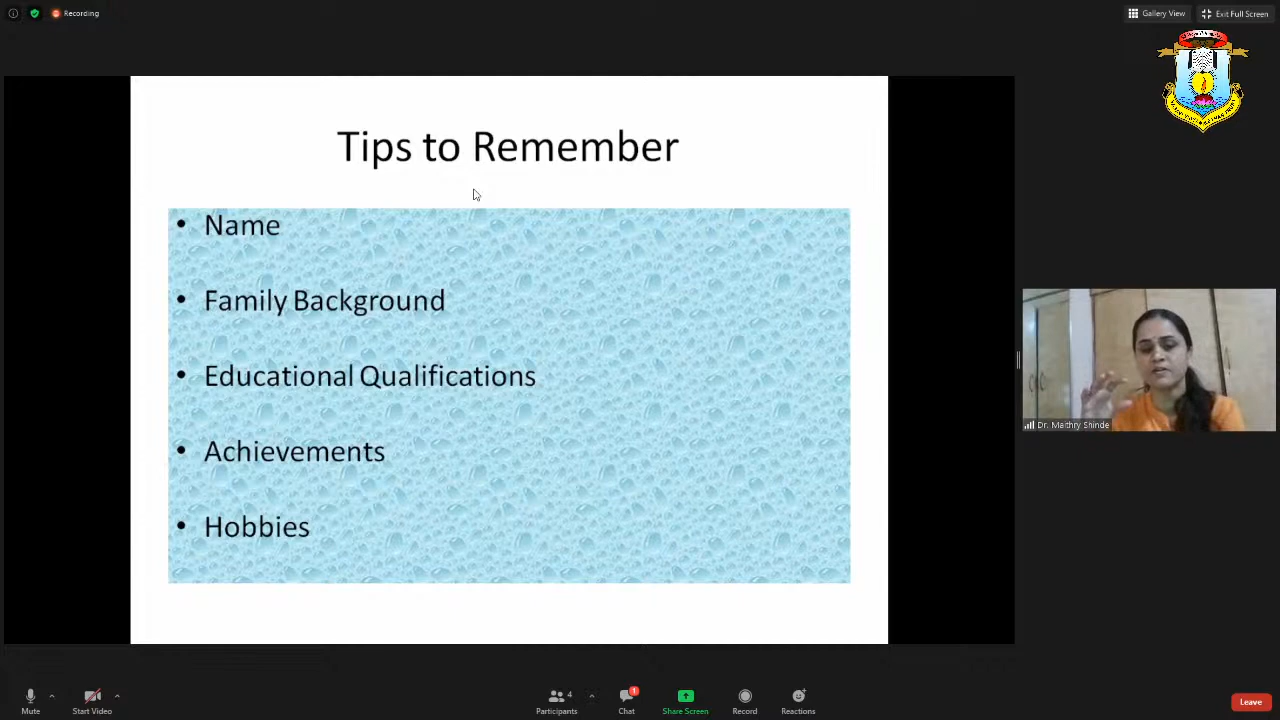 Recording
Gallery View
Exit Full Screen
Tips to Remember
• Name
• Family Background
• Educational Qualifications
• Achievements
• Hobbies
Dr. Maithry Shinde
Mute
Start Video
Participants
4
Chat
1
Share Screen
Record
Reactions
Leave